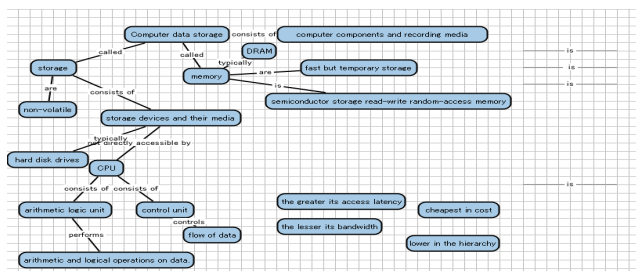 Computer data storage
consists of
computer components and recording media
called
called
DRAM
is
typically
storage
memory
are
fast but temporary storage
is
are
is
semiconductor storage read-write random-access memory
is
consists of
non-volatile
storage devices and their media
typically
not directly accessible by
hard disk drives
CPU
consists of
consists of
is
arithmetic logic unit
control unit
the greater its access latency
cheapest in cost
controls
the lesser its bandwidth
performs
flow of data
lower in the hierarchy
arithmetic and logical operations on data.